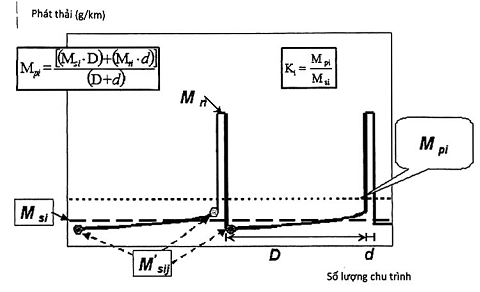 Phát thải (g/km)
M_pi = [(M_si · D) + (M_ri · d)] / (D + d)
K_i = M_pi / M_si
M_ri
M_pi
M_si
M'_sij
D
d
Số lượng chu trình